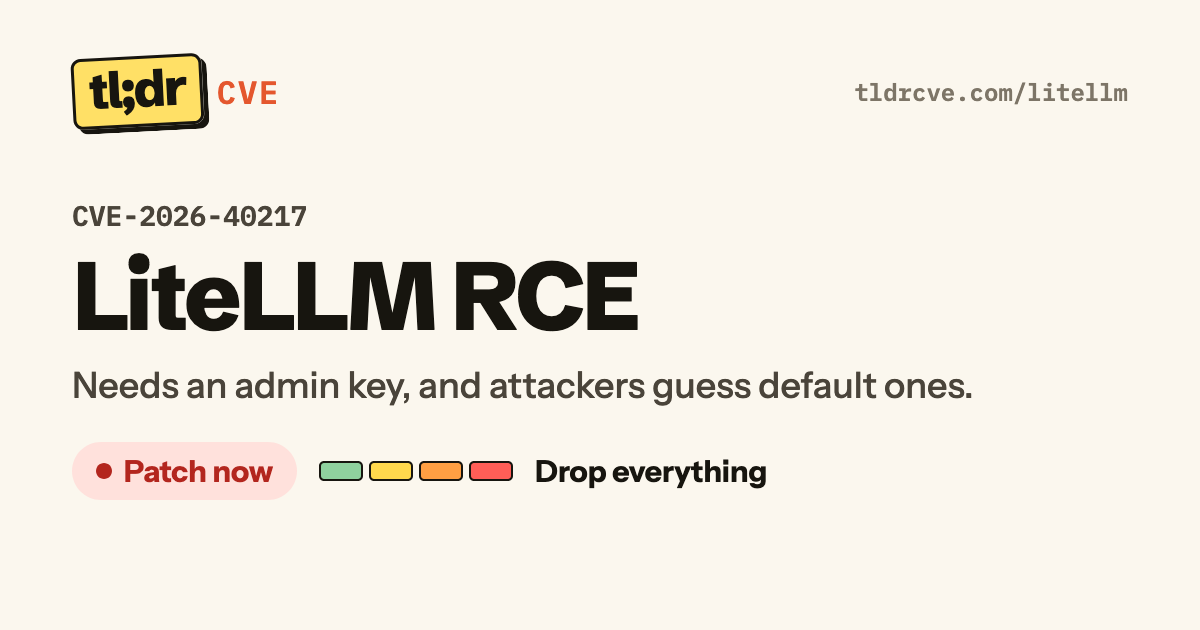 tl;dr CVE
tldrcve.com/litellm
CVE-2026-40217
LiteLLM RCE
Needs an admin key, and attackers guess default ones.
Patch now
Drop everything